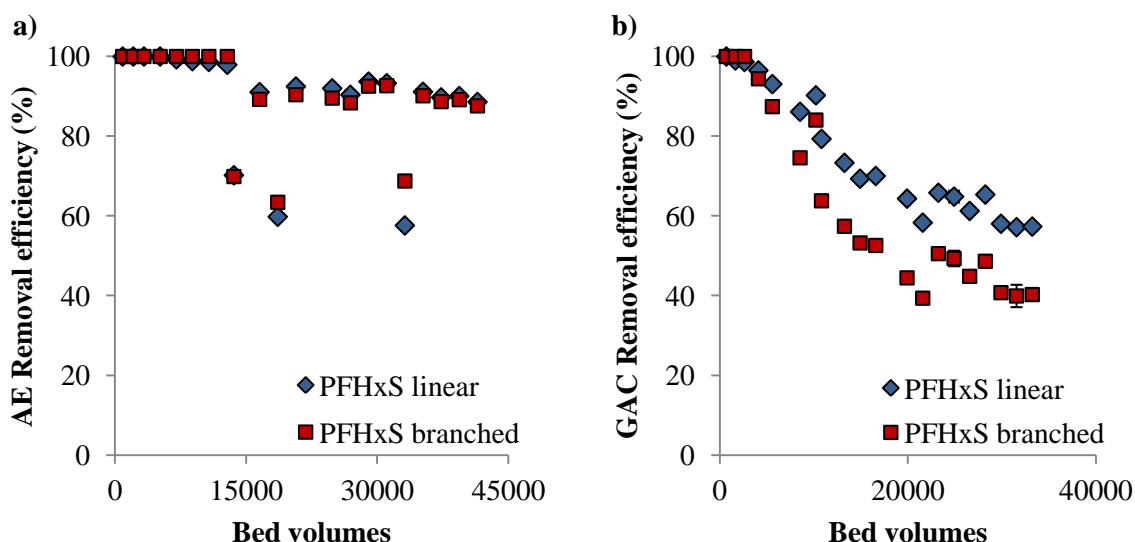 a)
AE Removal efficiency (%)
100
80
60
40
20
0
PFHxS linear
PFHxS branched
0 15000 30000 45000
Bed volumes
b)
GAC Removal efficiency (%)
100
80
60
40
20
0
PFHxS linear
PFHxS branched
0 20000 40000
Bed volumes